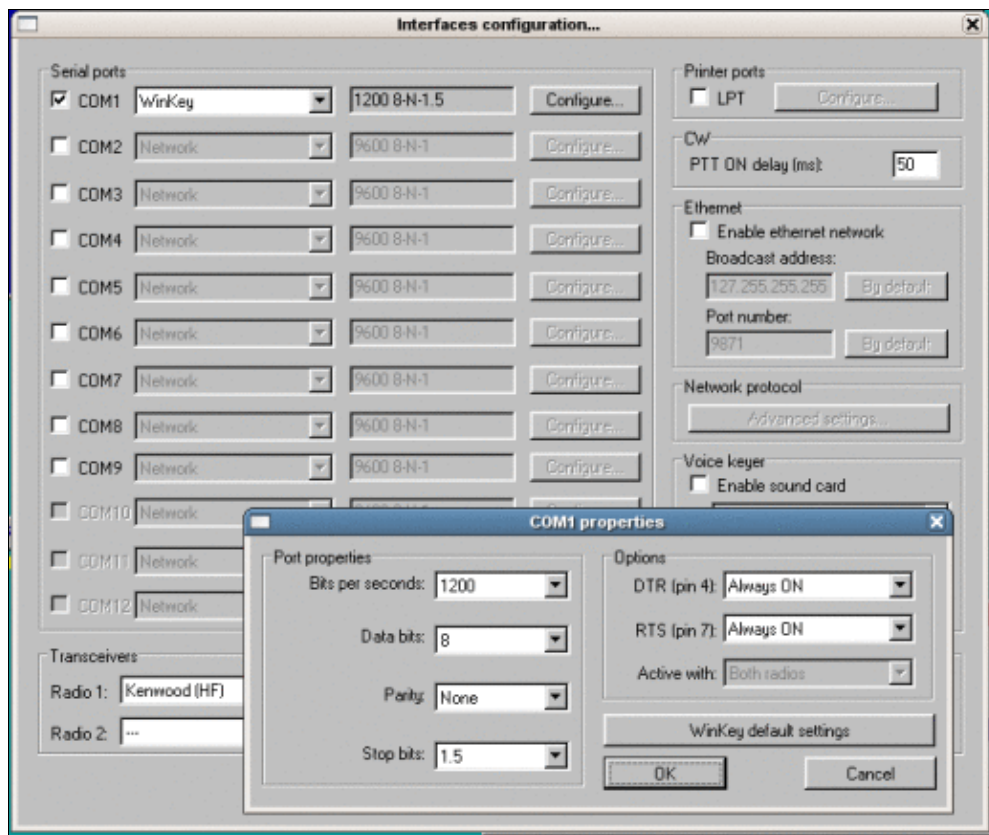 Interfaces configuration...
Serial ports
COM1 WinKey 1200 8-N-1.5 Configure...
COM2 Network 9600 8-N-1 Configure...
COM3 Network 9600 8-N-1 Configure...
COM4 Network 9600 8-N-1 Configure...
COM5 Network 9600 8-N-1 Configure...
COM6 Network 9600 8-N-1 Configure...
COM7 Network 9600 8-N-1 Configure...
COM8 Network 9600 8-N-1 Configure...
COM9 Network 9600 8-N-1 Configure...
COM10 Network
COM11 Network
COM12 Network
Transceivers
Radio 1: Kenwood (HF)
Radio 2: ---
Printer ports
LPT Configure...
CW
PTT ON delay (ms): 50
Ethernet
Enable ethernet network
Broadcast address:
127.255.255.255 By default
Port number:
9871 By default
Network protocol
Advanced settings...
Voice keyer
Enable sound card
COM1 properties
Port properties
Bits per seconds: 1200
Data bits: 8
Parity: None
Stop bits: 1.5
Options
DTR (pin 4): Always ON
RTS (pin 7): Always ON
Active with: Both radios
WinKey default settings
OK Cancel